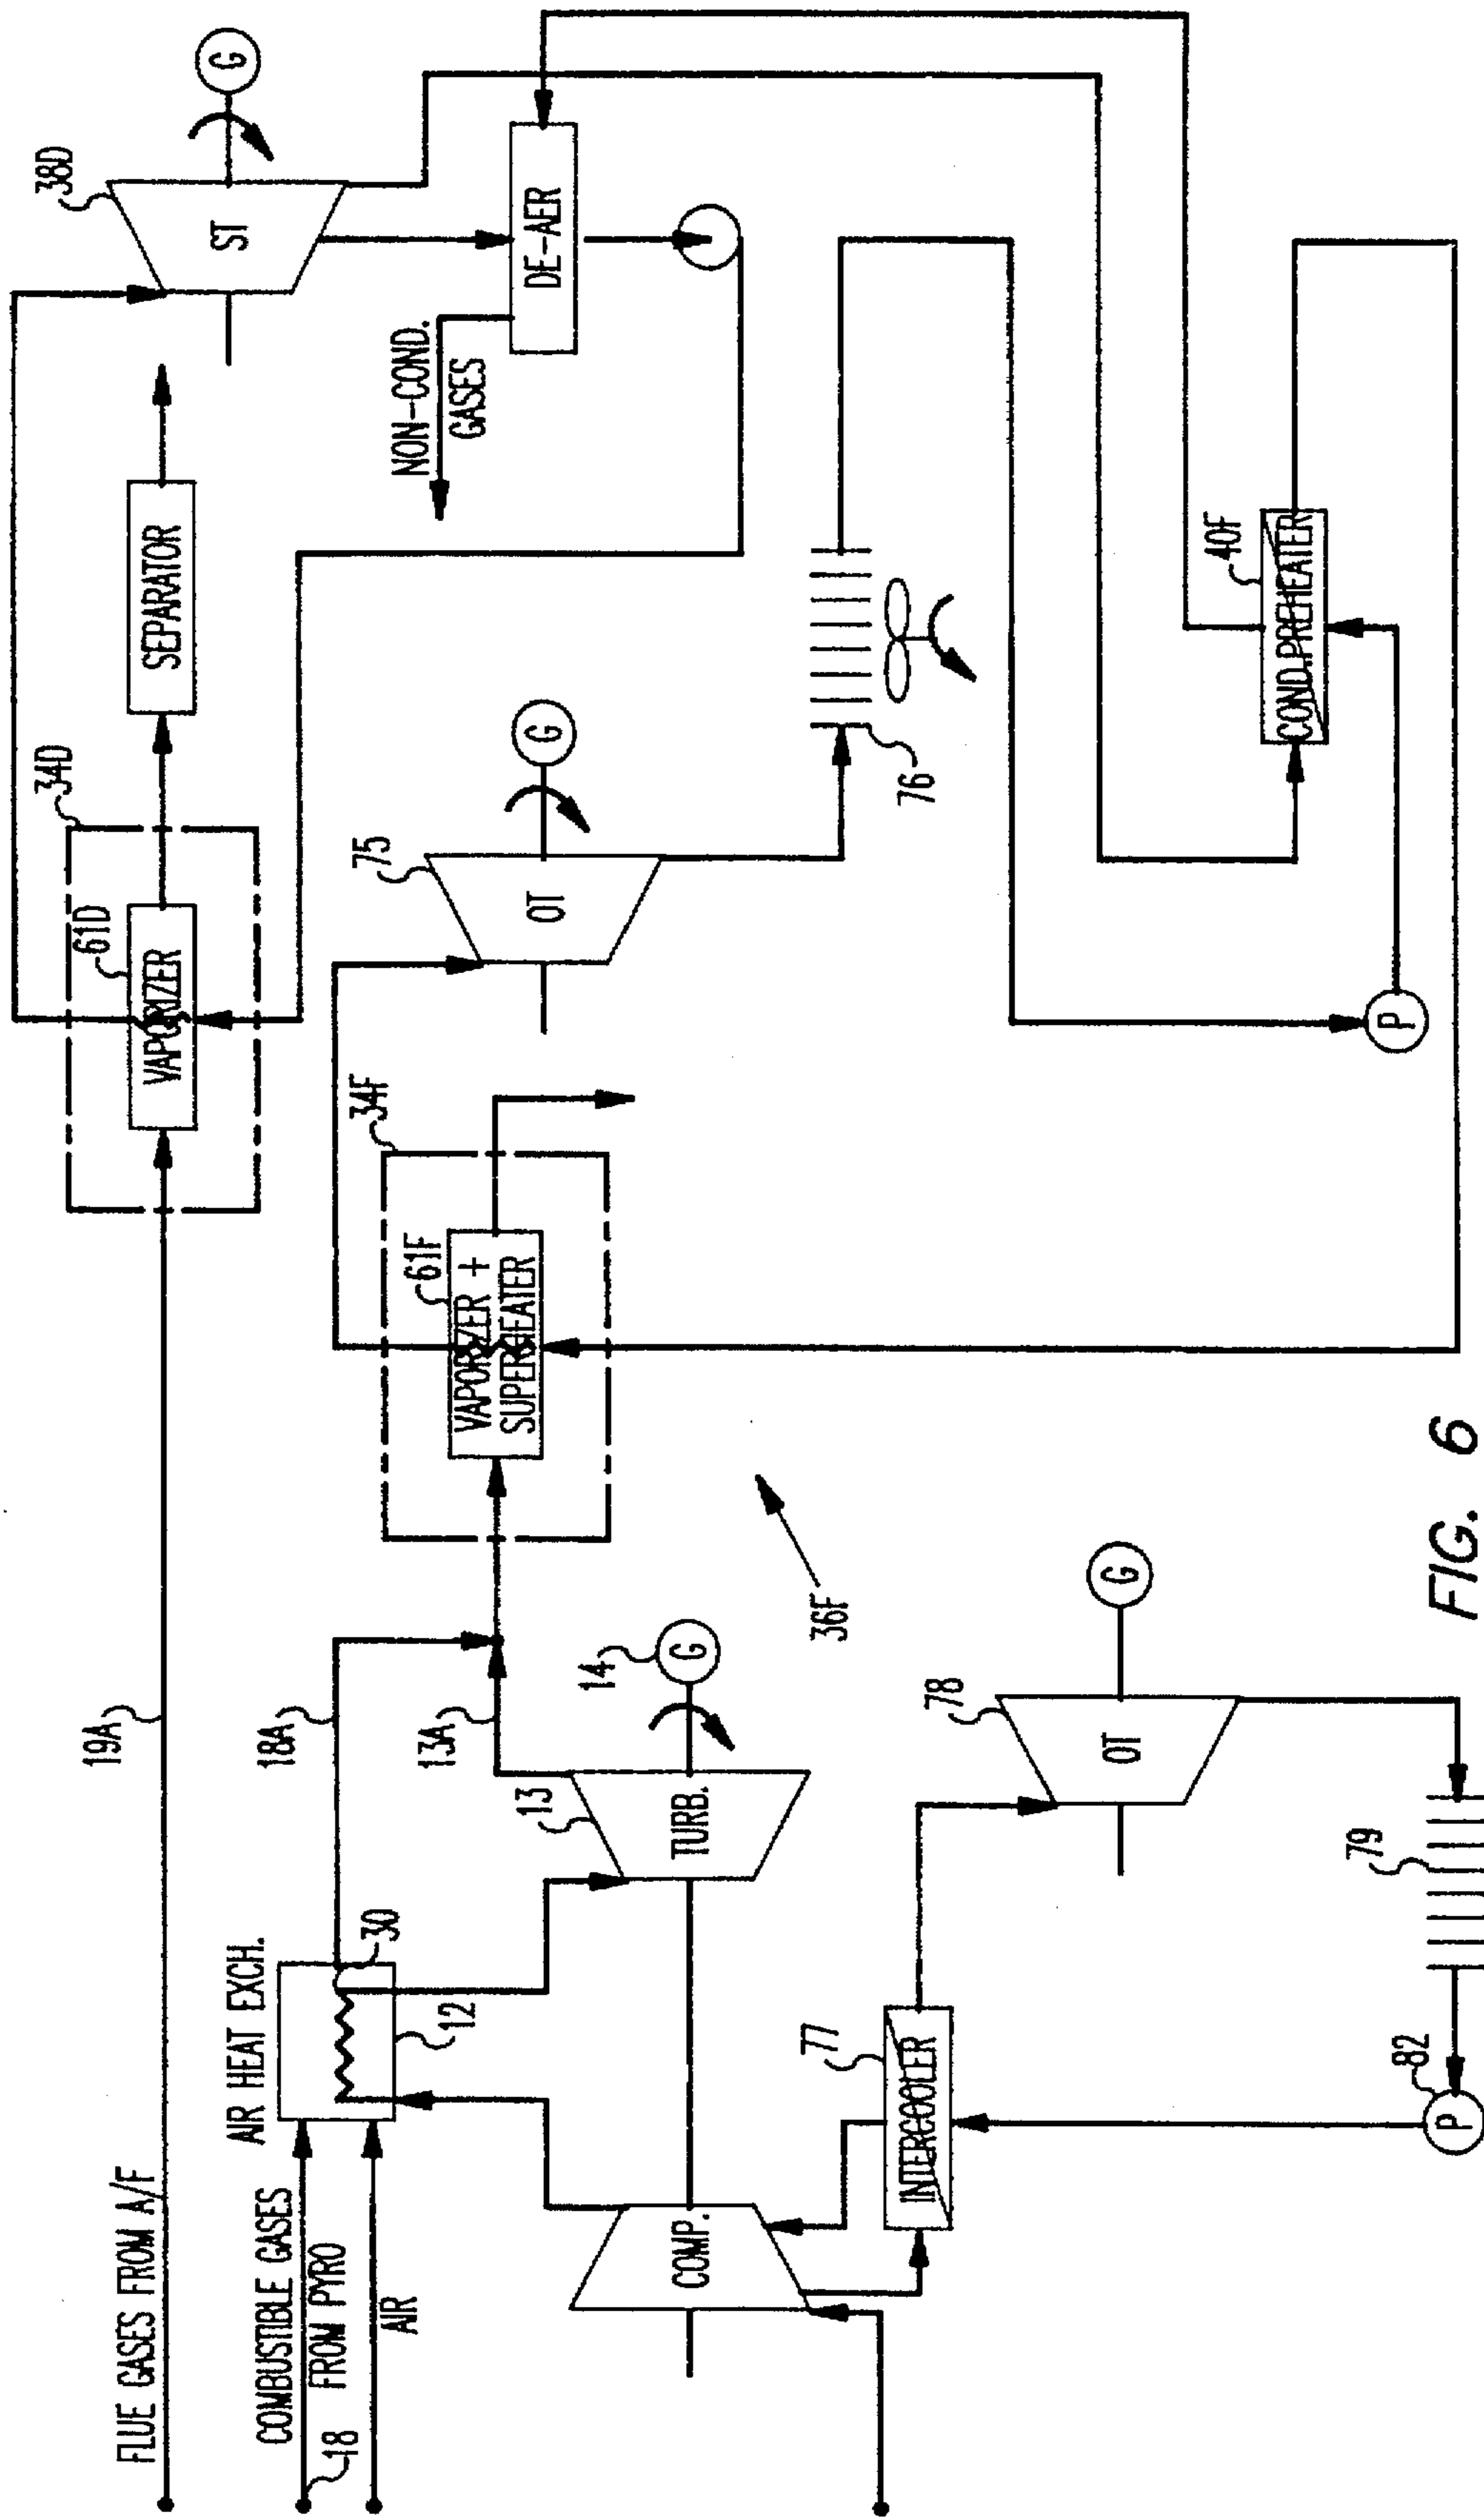 FLUE GASES FROM A/F
19A
COMBUSTIBLE GASES
FROM PYRO
18
AIR
AIR HEAT EXCH.
30
12
18A
13A
COMP.
13
TURB.
14
G
INTERCOOLER
77
78
OT
G
79
82
P
36F
34F
61F
VAPORIZER +
SUPERHEATER
34D
61D
VAPORIZER
SEPARATOR
38D
ST
G
75
OT
G
NON-COND.
GASES
DE-AER
76
40F
COND.PREHEATER
P
FIG. 6